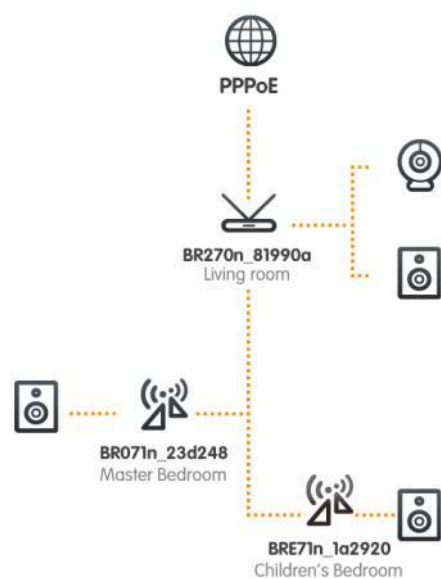 PPPoE
BR270n_81990a
Living room
BR071n_23d248
Master Bedroom
BRE71n_1a2920
Children's Bedroom